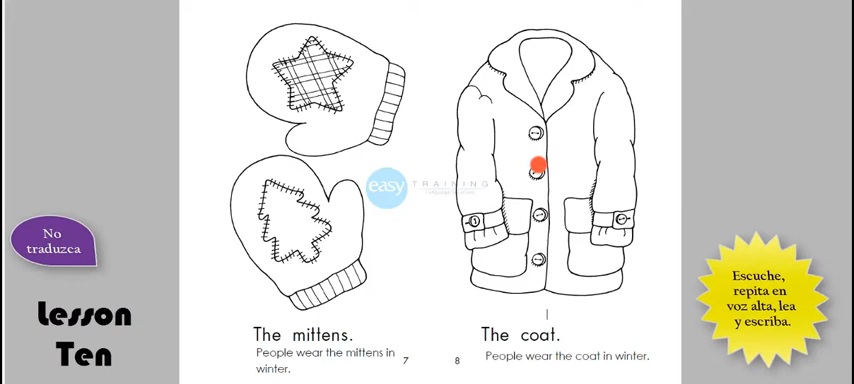 No
traduzca
Lesson
Ten
easy
TRAINING
The mittens.
People wear the mittens in
winter.
7
The coat.
People wear the coat in winter.
8
Escuche,
repita en
voz alta, lea
y escriba.